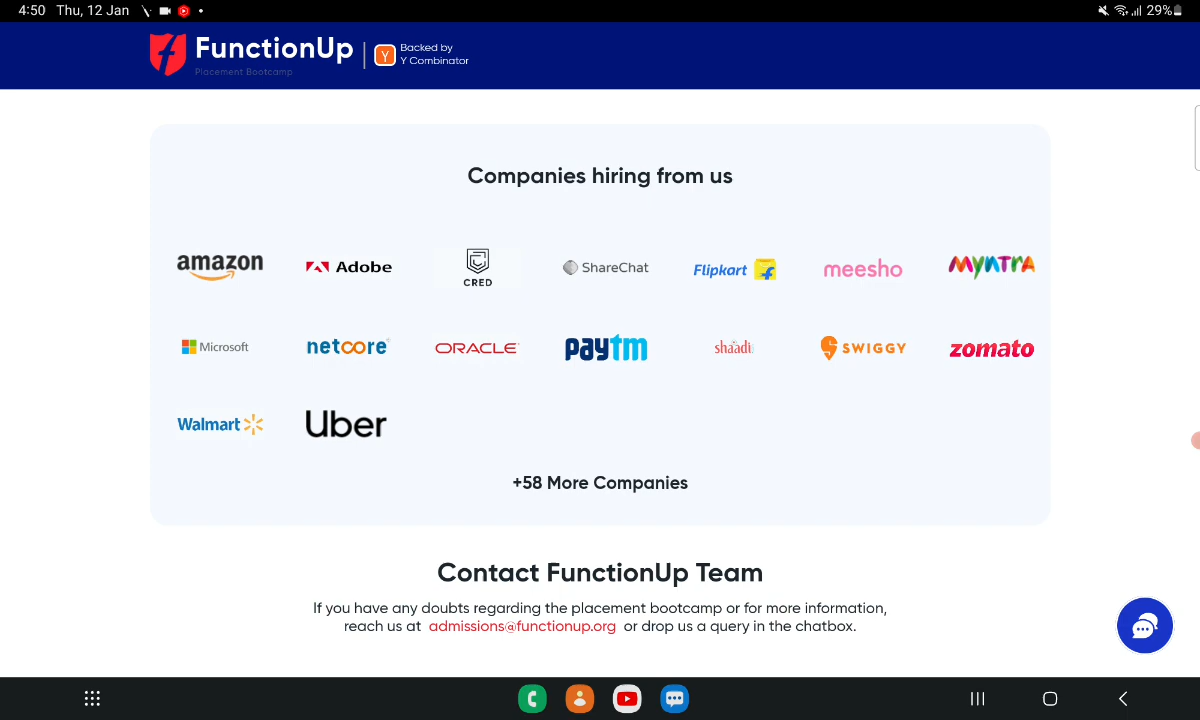 4:50 Thu, 12 Jan
29%
FunctionUp
Placement Bootcamp
Y
Backed by
Y Combinator
Companies hiring from us
amazon Adobe CRED ShareChat Flipkart meesho Myntra
Microsoft netcore ORACLE paytm shaadi SWIGGY zomato
Walmart Uber
+58 More Companies
Contact FunctionUp Team
If you have any doubts regarding the placement bootcamp or for more information,
reach us at admissions@functionup.org or drop us a query in the chatbox.